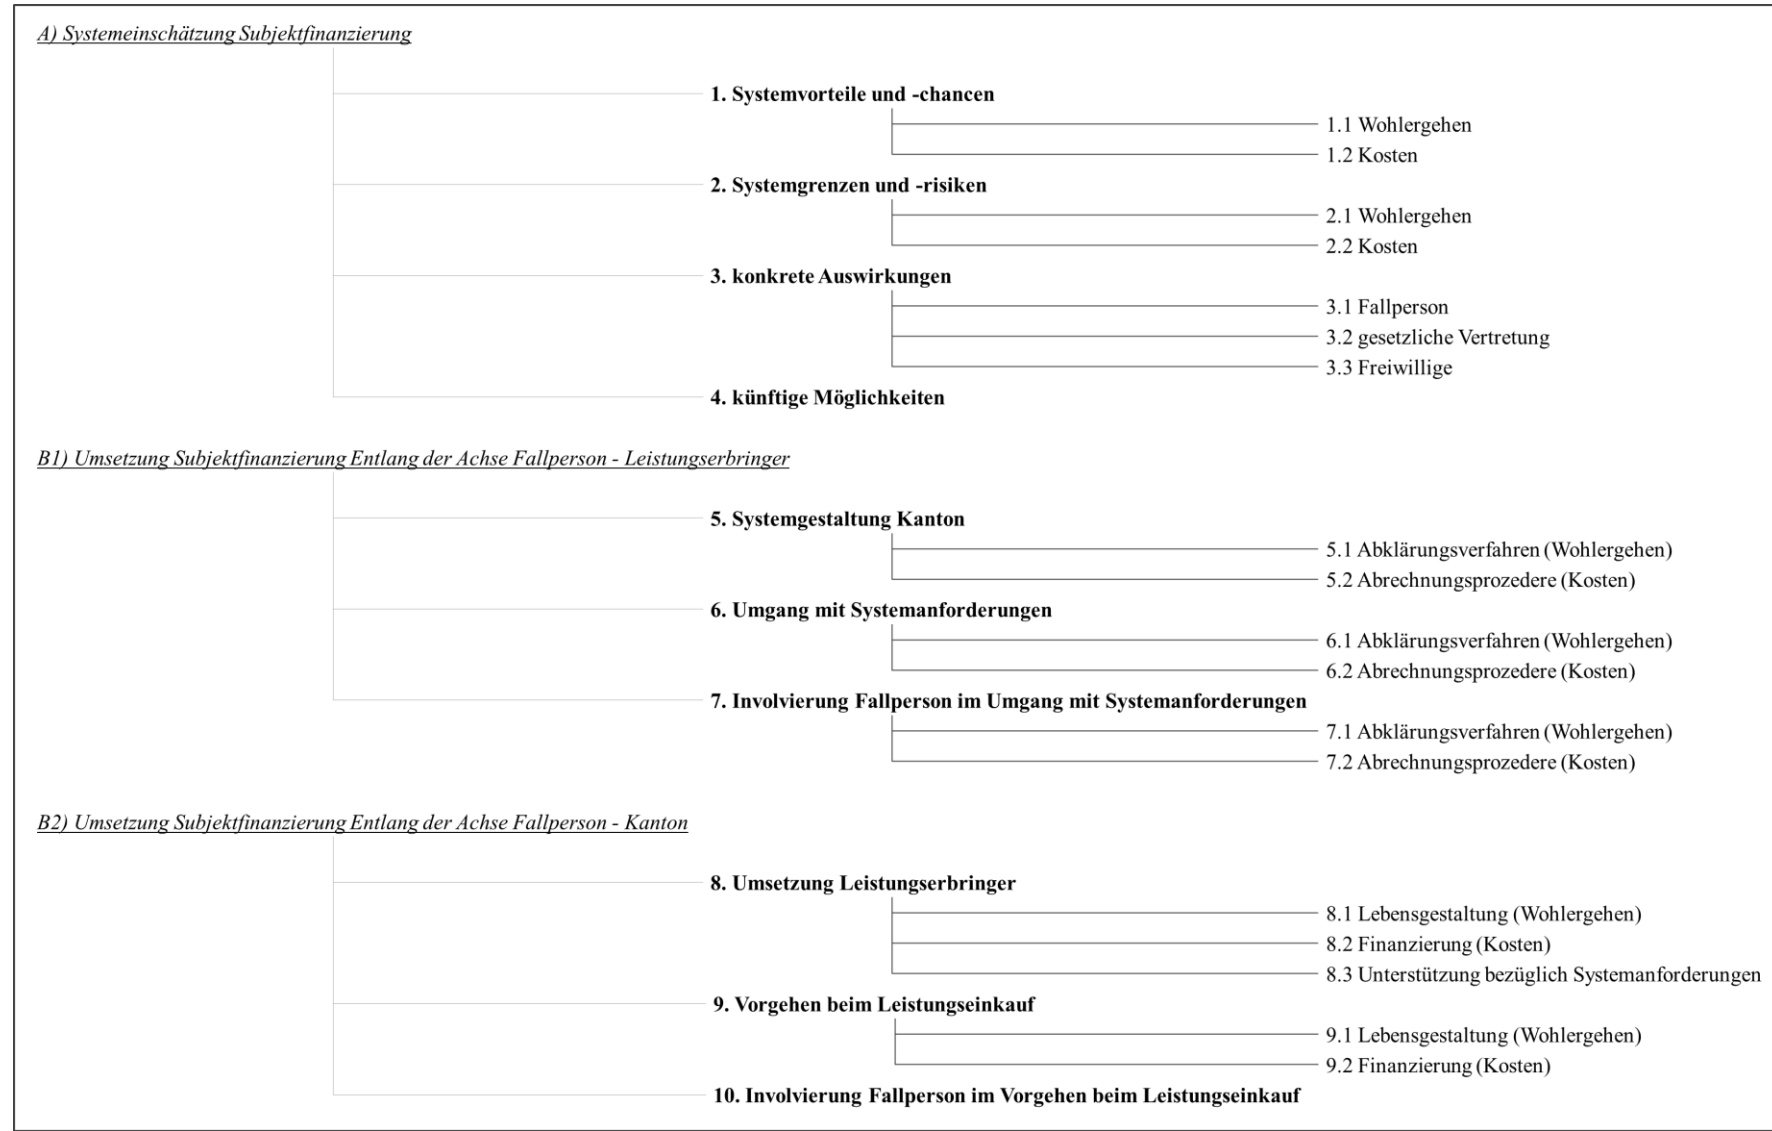 A) Systemeinschätzung Subjektfinanzierung
1. Systemvorteile und -chancen
1.1 Wohlergehen
1.2 Kosten
2. Systemgrenzen und -risiken
2.1 Wohlergehen
2.2 Kosten
3. konkrete Auswirkungen
3.1 Fallperson
3.2 gesetzliche Vertretung
3.3 Freiwillige
4. künftige Möglichkeiten
B1) Umsetzung Subjektfinanzierung Entlang der Achse Fallperson - Leistungserbringer
5. Systemgestaltung Kanton
5.1 Abklärungsverfahren (Wohlergehen)
5.2 Abrechnungsprozedere (Kosten)
6. Umgang mit Systemanforderungen
6.1 Abklärungsverfahren (Wohlergehen)
6.2 Abrechnungsprozedere (Kosten)
7. Involvierung Fallperson im Umgang mit Systemanforderungen
7.1 Abklärungsverfahren (Wohlergehen)
7.2 Abrechnungsprozedere (Kosten)
B2) Umsetzung Subjektfinanzierung Entlang der Achse Fallperson - Kanton
8. Umsetzung Leistungserbringer
8.1 Lebensgestaltung (Wohlergehen)
8.2 Finanzierung (Kosten)
8.3 Unterstützung bezüglich Systemanforderungen
9. Vorgehen beim Leistungseinkauf
9.1 Lebensgestaltung (Wohlergehen)
9.2 Finanzierung (Kosten)
10. Involvierung Fallperson im Vorgehen beim Leistungseinkauf